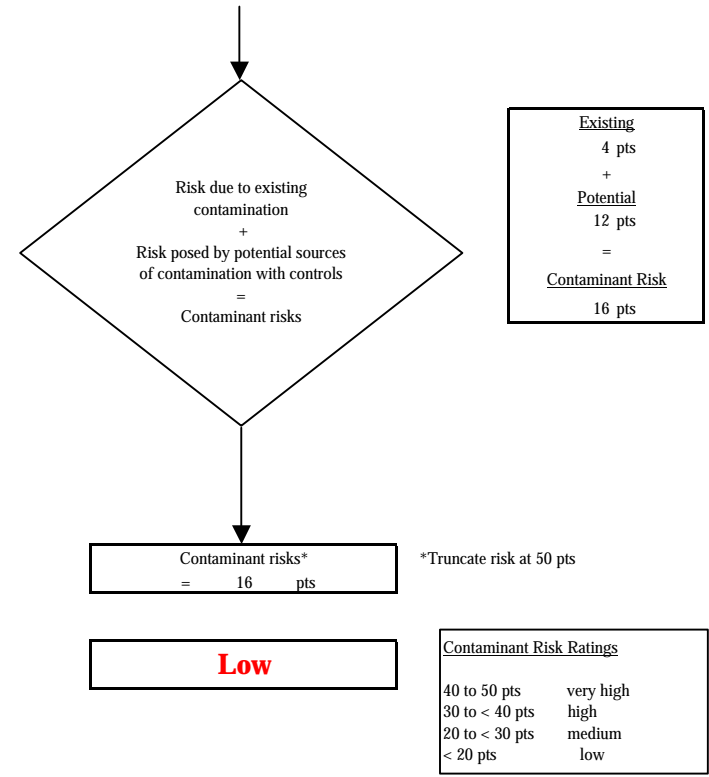 Risk due to existing
contamination
+
Risk posed by potential sources
of contamination with controls
=
Contaminant risks
Existing
4 pts
+
Potential
12 pts
=
Contaminant Risk
16 pts
Contaminant risks*
= 16 pts
*Truncate risk at 50 pts
Low
Contaminant Risk Ratings
40 to 50 pts very high
30 to < 40 pts high
20 to < 30 pts medium
< 20 pts low